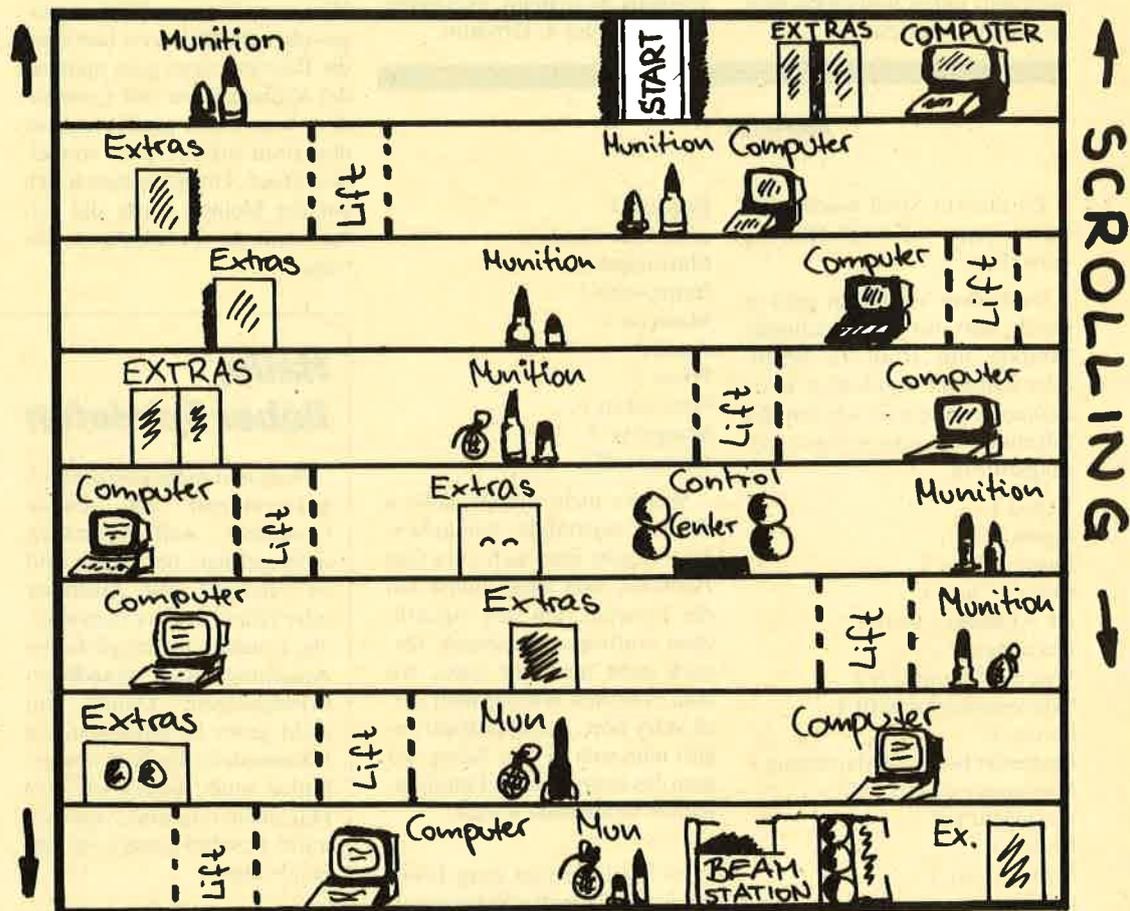 Munition START EXTRAS COMPUTER
Extras Lift Munition Computer
Extras Munition Computer Lift
EXTRAS Munition Lift Computer
Computer Lift Extras Control Center Munition
Computer Extras Lift Munition
Extras Lift Mun Computer
Lift Computer Mun BEAM STATION Ex.
SCROLLING